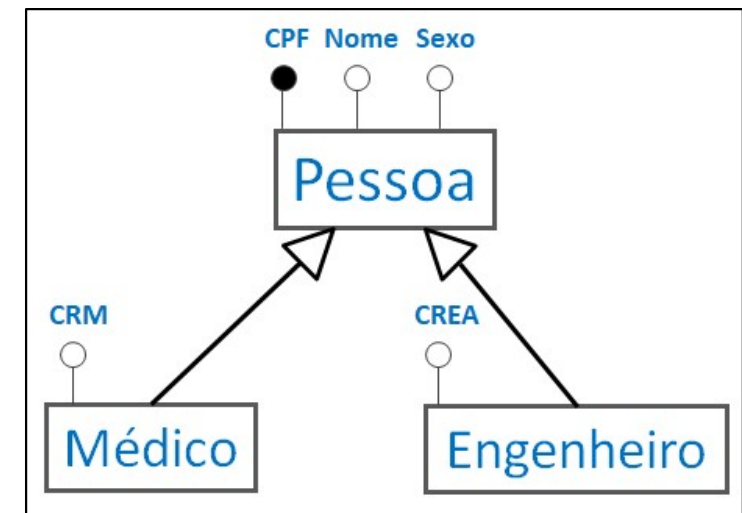 CPF Nome Sexo
Pessoa
CRM
CREA
Médico
Engenheiro